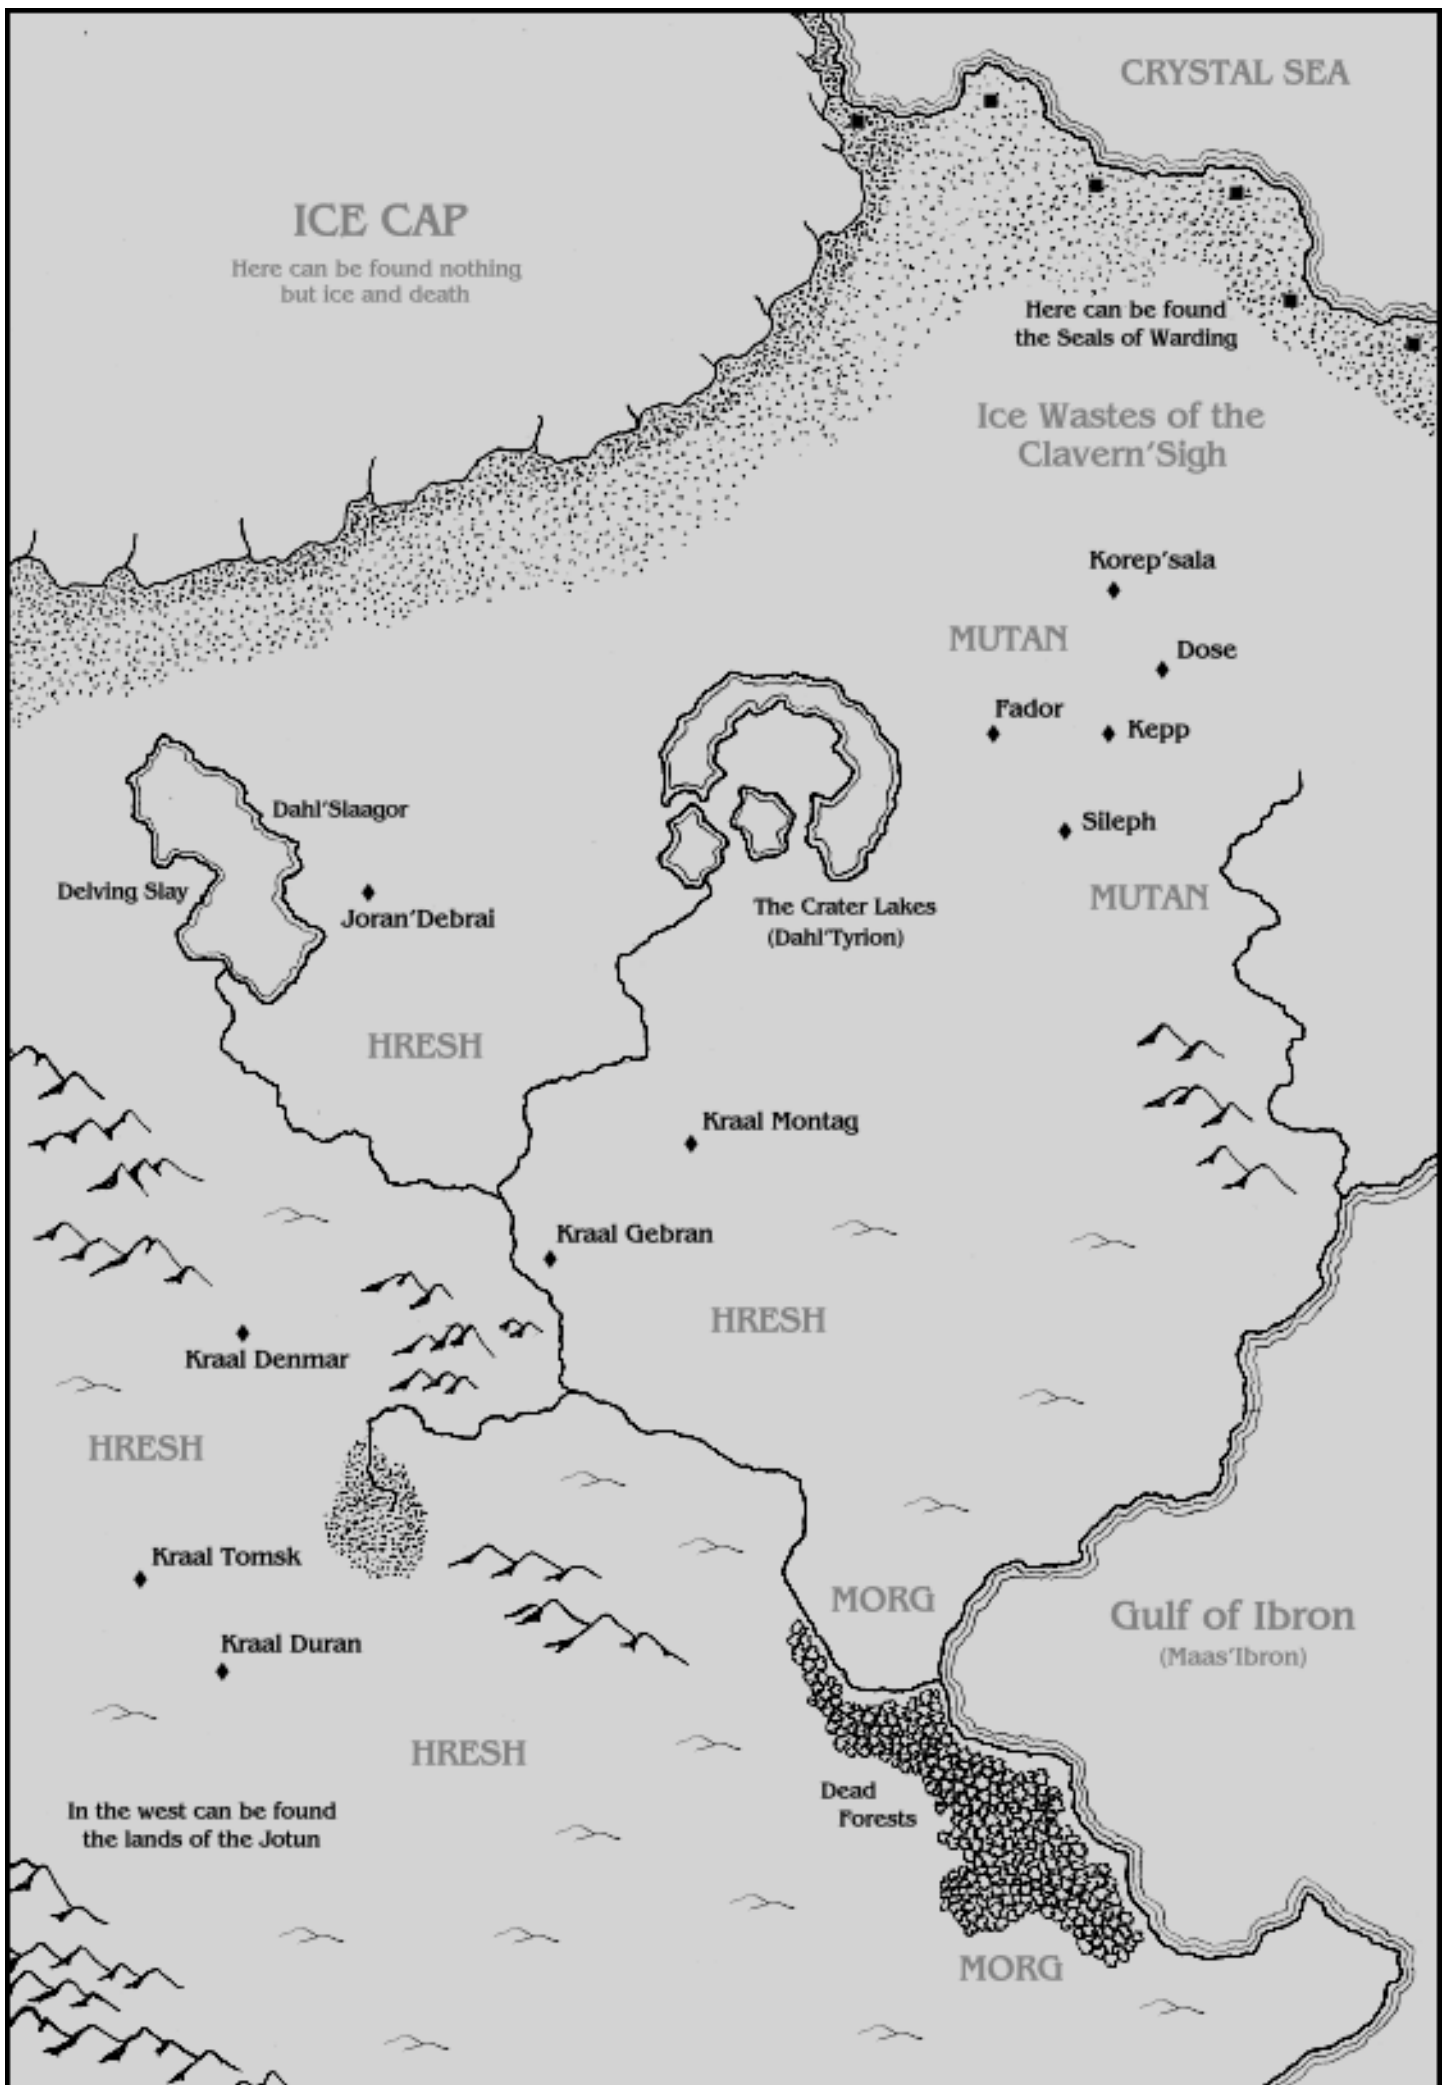 CRYSTAL SEA
ICE CAP
Here can be found nothing
but ice and death
Here can be found
the Seals of Warding
Ice Wastes of the
Clavern'Sigh
Korep'sala
MUTAN
Dose
Fador
Kepp
Dahl'Slaagor
Sileph
Delving Slay
MUTAN
Joran'Debrai
The Crater Lakes
(Dahl'Tyrion)
HRESH
Kraal Montag
Kraal Gebran
HRESH
Kraal Denmar
HRESH
Kraal Tomsk
MORG
Gulf of Ibron
(Maas'Ibron)
Kraal Duran
HRESH
Dead
Forests
In the west can be found
the lands of the Jotun
MORG